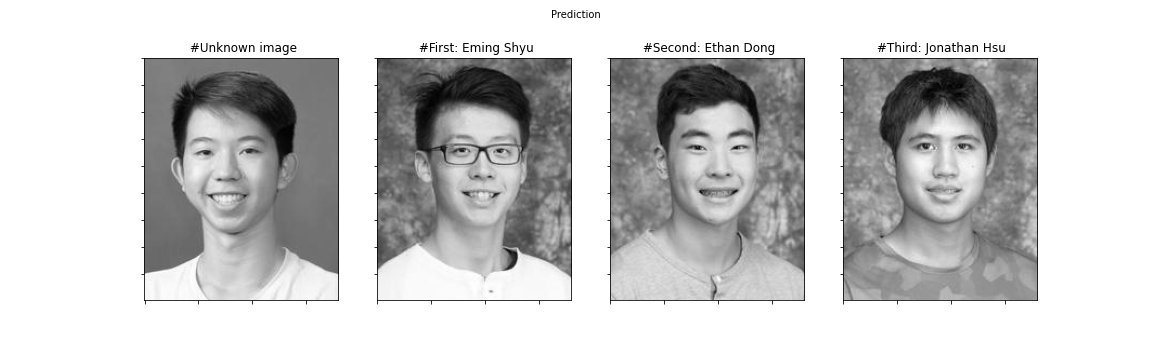 Prediction
#Unknown image
#First: Eming Shyu
#Second: Ethan Dong
#Third: Jonathan Hsu